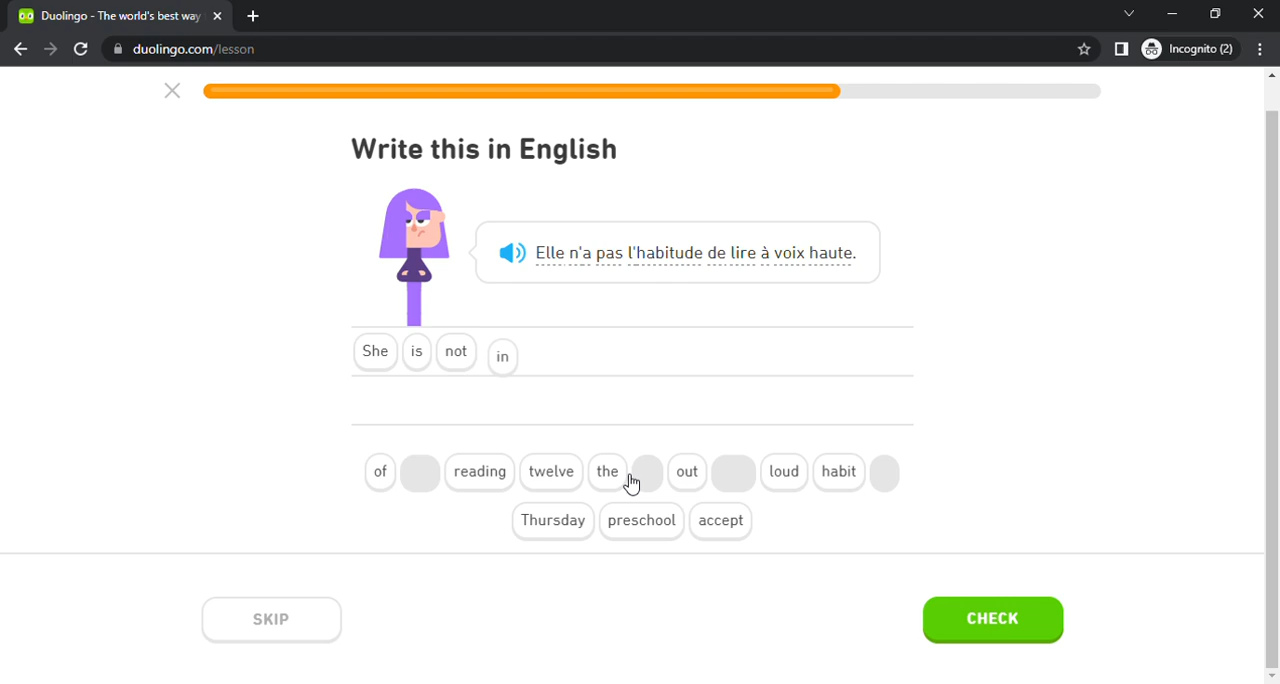 Duolingo - The world's best way
duolingo.com/lesson
Incognito (2)
Write this in English
Elle n'a pas l'habitude de lire à voix haute.
She is not in
of reading twelve the out loud habit
Thursday preschool accept
SKIP
CHECK